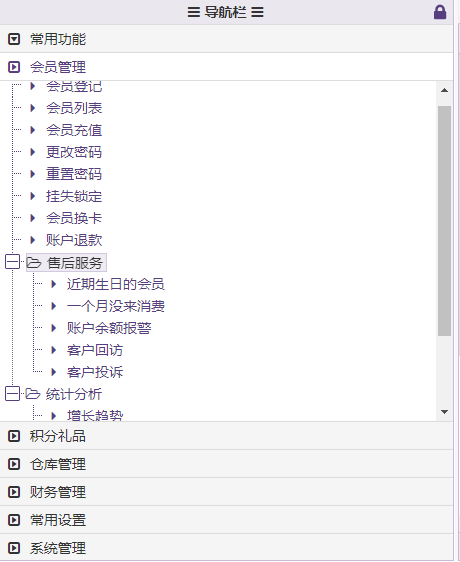 导航栏
常用功能
会员管理
会员登记
会员列表
会员充值
更改密码
重置密码
挂失锁定
会员换卡
账户退款
售后服务
近期生日的会员
一个月没来消费
账户余额报警
客户回访
客户投诉
统计分析
增长趋势
积分礼品
仓库管理
财务管理
常用设置
系统管理